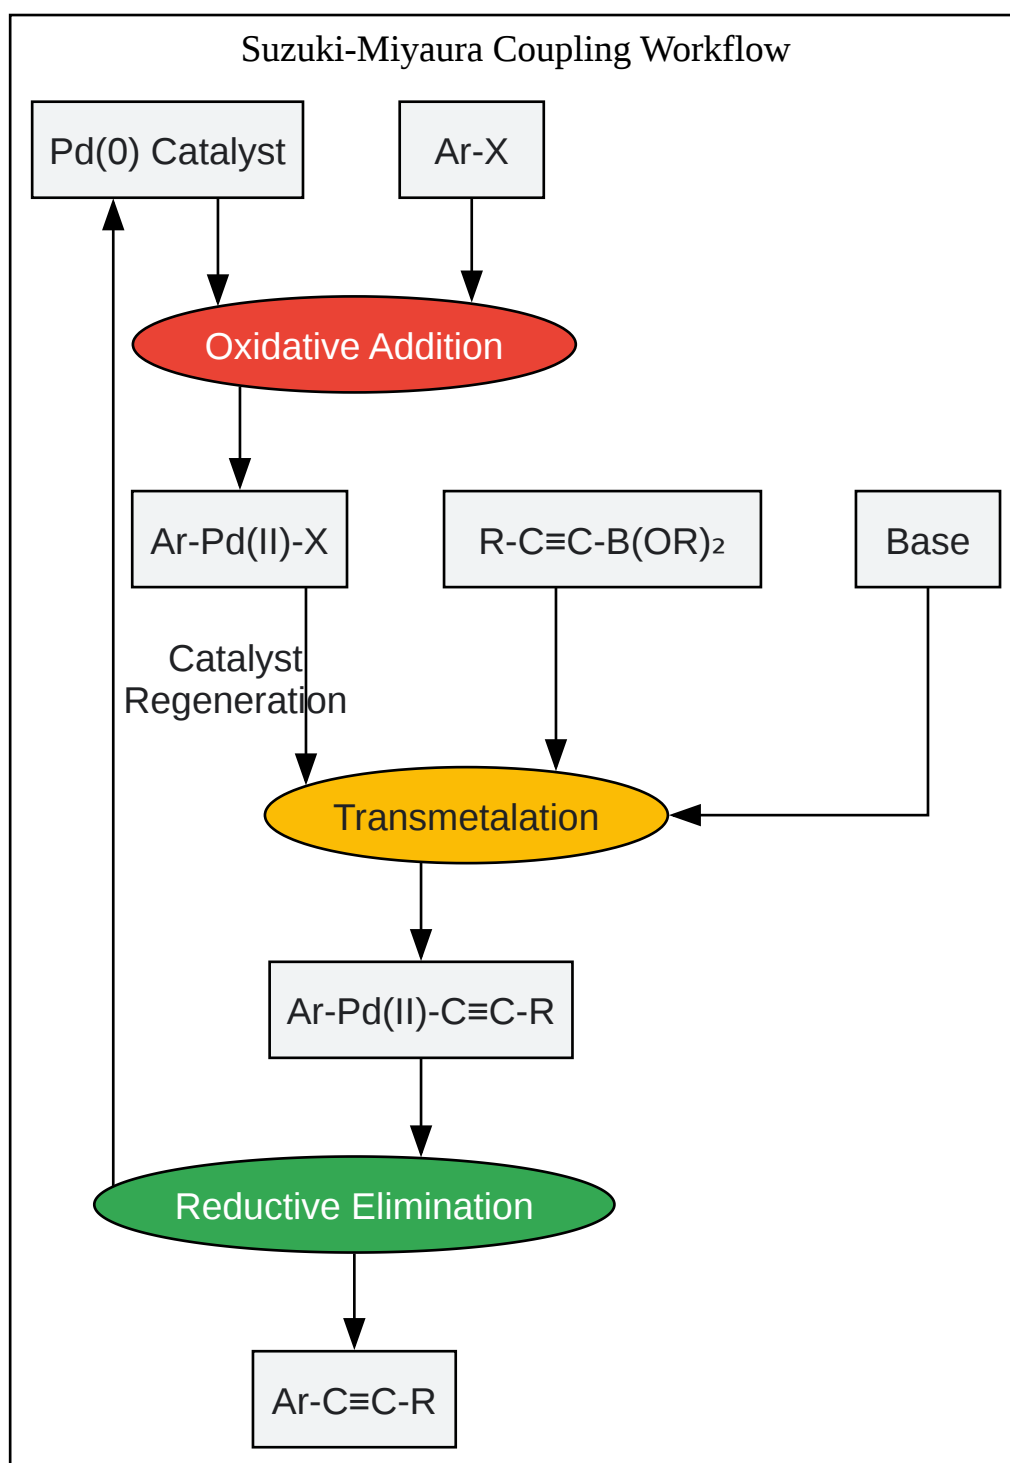 Suzuki-Miyaura Coupling Workflow
Pd(0) Catalyst
Ar-X
Oxidative Addition
Ar-Pd(II)-X
R-C≡C-B(OR)₂
Base
Catalyst
Regeneration
Transmetalation
Ar-Pd(II)-C≡C-R
Reductive Elimination
Ar-C≡C-R